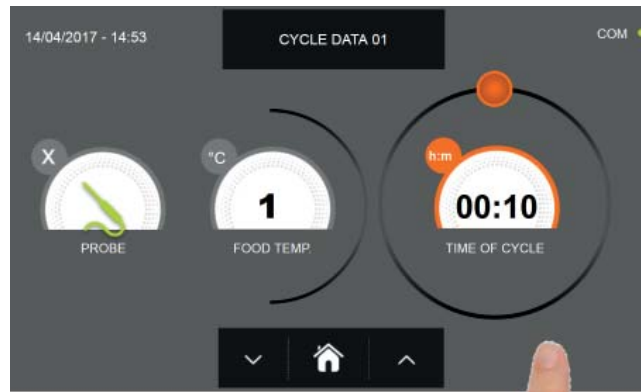 14/04/2017 - 14:53
CYCLE DATA 01
COM
X
°C
h:m
1
00:10
PROBE
FOOD TEMP.
TIME OF CYCLE